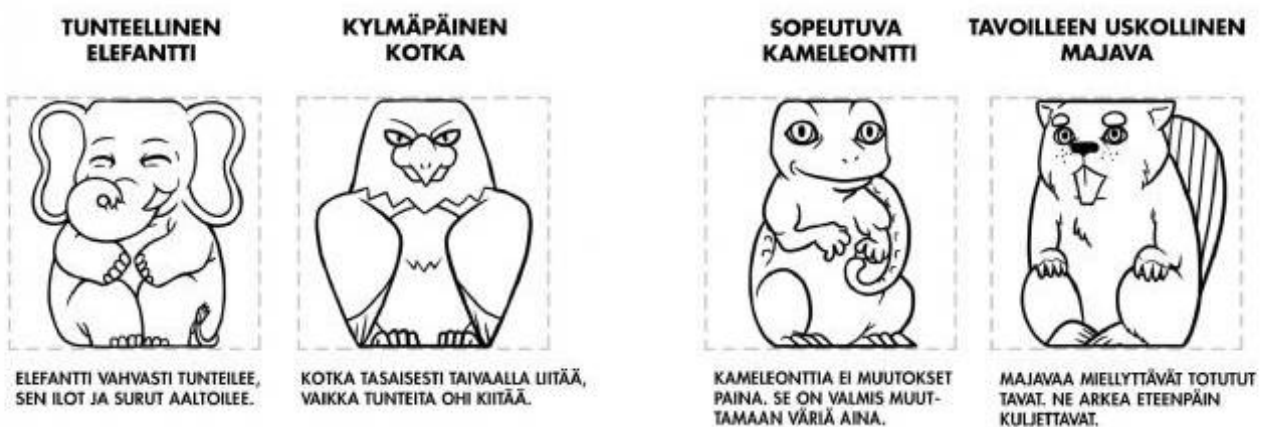 TUNTEELLINEN
ELEFANTTI
KYLMÄPÄINEN
KOTKA
SOPEUTUVA
KAMELEONTTI
TAVOILLEEN USKOLLINEN
MAJAVA
ELEFANTTI VAHVASTI TUNTEILEE,
SEN ILOT JA SURUT AALTOILEE.
KOTKA TASAISESTI TAIVAALLA LIITÄÄ,
VAIKKA TUNTEITA OHI KIITÄÄ.
KAMELEONTTIA EI MUUTOKSET
PAINA. SE ON VALMIS MUUT-
TAMAAN VÄRIÄ AINA.
MAJAVAA MIELLYTTÄVÄT TOTUTUT
TAVAT. NE ARKEA ETEENPÄIN
KULJETTAVAT.